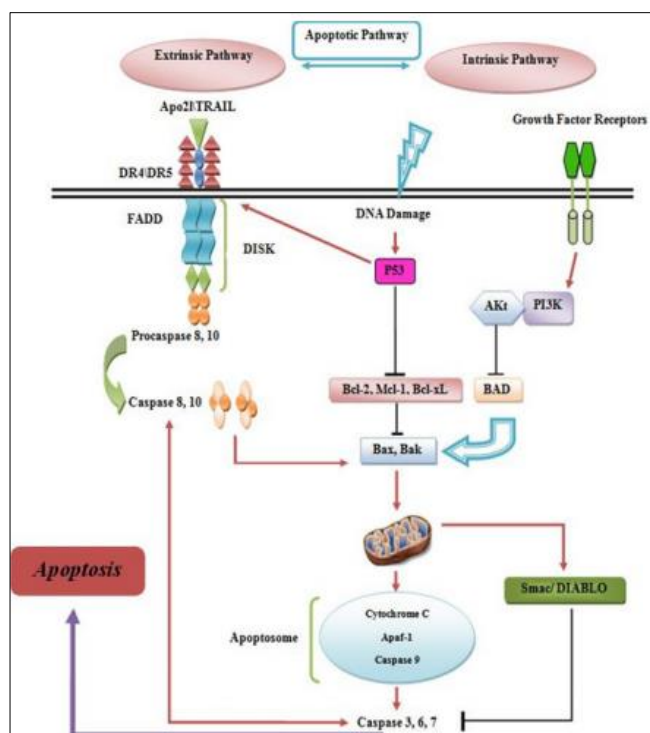 Apoptotic Pathway
Extrinsic Pathway
Intrinsic Pathway
Apo2l\TRAIL
Growth Factor Receptors
DR4\DR5
FADD
DISK
DNA Damage
P53
AKt
PI3K
Procaspase 8, 10
Bcl-2, Mcl-1, Bcl-xL
BAD
Caspase 8, 10
Bax, Bak
Apoptosis
Smac/ DIABLO
Cytochrome C
Apoptosome
Apaf-1
Caspase 9
Caspase 3, 6, 7